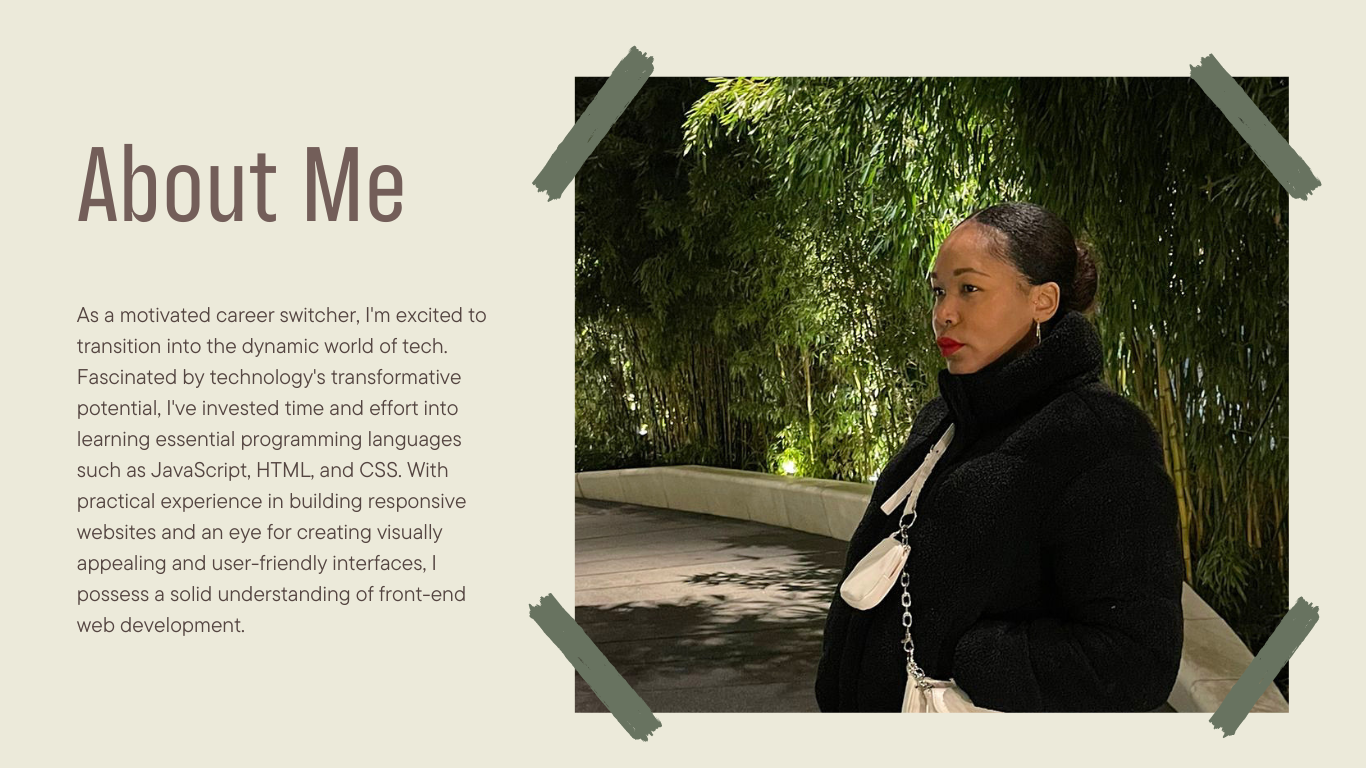 About Me
As a motivated career switcher, I'm excited to
transition into the dynamic world of tech.
Fascinated by technology's transformative
potential, I've invested time and effort into
learning essential programming languages
such as JavaScript, HTML, and CSS. With
practical experience in building responsive
websites and an eye for creating visually
appealing and user-friendly interfaces, I
possess a solid understanding of front-end
web development.